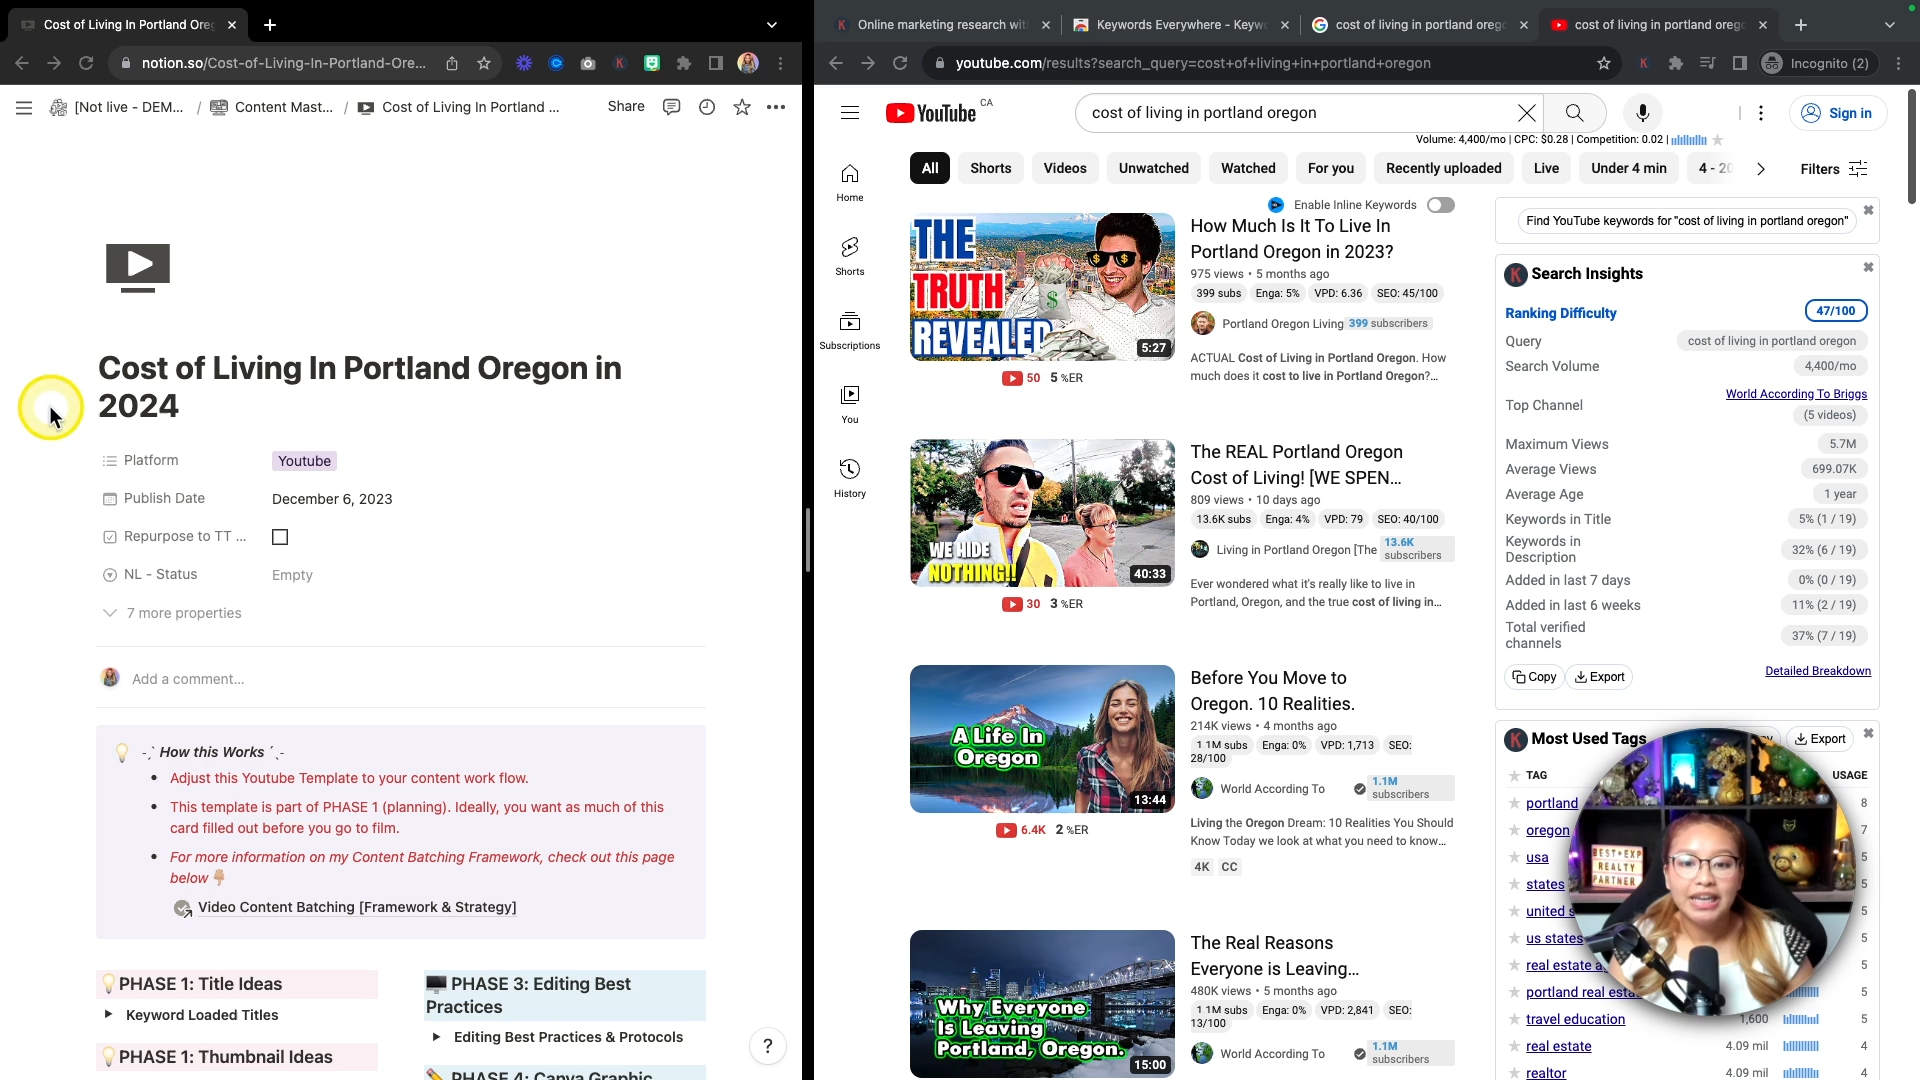 Cost of Living In Portland Oreg
notion.so/Cost-of-Living-In-Portland-Ore...
[Not live - DEM... / Content Mast... / Cost of Living In Portland ...
Share
Cost of Living In Portland Oregon in
2024
Platform
Youtube
Publish Date
December 6, 2023
Repurpose to TT ...
NL - Status
Empty
7 more properties
Add a comment...
-ˏˋ How this Works ˊˎ-
Adjust this Youtube Template to your content work flow.
This template is part of PHASE 1 (planning). Ideally, you want as much of this
card filled out before you go to film.
For more information on my Content Batching Framework, check out this page
below
Video Content Batching [Framework & Strategy]
PHASE 1: Title Ideas
Keyword Loaded Titles
PHASE 1: Thumbnail Ideas
PHASE 3: Editing Best
Practices
Editing Best Practices & Protocols
PHASE 4: Canva Graphic
?
Online marketing research wit
Keywords Everywhere - Keyw
cost of living in portland oreg
cost of living in portland orego
youtube.com/results?search_query=cost+of+living+in+portland+oregon
Incognito (2)
YouTube CA
cost of living in portland oregon
Sign in
Volume: 4,400/mo | CPC: $0.28 | Competition: 0.02 |
All
Shorts
Videos
Unwatched
Watched
For you
Recently uploaded
Live
Under 4 min
4 - 20
Filters
Home
Shorts
Subscriptions
You
History
Enable Inline Keywords
THE
TRUTH
REVEALED
5:27
50 5 %ER
How Much Is It To Live In
Portland Oregon in 2023?
975 views • 5 months ago
399 subs Enga: 5% VPD: 6.36 SEO: 45/100
Portland Oregon Living 399 subscribers
ACTUAL Cost of Living in Portland Oregon. How
much does it cost to live in Portland Oregon?...
WE HIDE
NOTHING!!
40:33
30 3 %ER
The REAL Portland Oregon
Cost of Living! [WE SPEN...
809 views • 10 days ago
13.6K subs Enga: 4% VPD: 79 SEO: 40/100
Living in Portland Oregon [The 13.6K
subscribers
Ever wondered what it's really like to live in
Portland, Oregon, and the true cost of living in...
A Life In
Oregon
13:44
6.4K 2 %ER
Before You Move to
Oregon. 10 Realities.
214K views • 4 months ago
1.1M subs Enga: 0% VPD: 1,713 SEO:
28/100
World According To 1.1M
subscribers
Living the Oregon Dream: 10 Realities You Should
Know Today we look at what you need to know...
4K CC
Why Everyone
Is Leaving
Portland, Oregon.
15:00
The Real Reasons
Everyone is Leaving...
480K views • 5 months ago
1.1M subs Enga: 0% VPD: 2,841 SEO:
13/100
World According To 1.1M
subscribers
Find YouTube keywords for "cost of living in portland oregon"
K Search Insights
Ranking Difficulty 47/100
Query cost of living in portland oregon
Search Volume 4,400/mo
Top Channel World According To Briggs
(5 videos)
Maximum Views 5.7M
Average Views 699.07K
Average Age 1 year
Keywords in Title 5% (1 / 19)
Keywords in
Description 32% (6 / 19)
Added in last 7 days 0% (0 / 19)
Added in last 6 weeks 11% (2 / 19)
Total verified
channels 37% (7 / 19)
Copy Export Detailed Breakdown
K Most Used Tags
Export
TAG USAGE
portland 8
oregon 7
usa 5
states 5
united s 5
us states 5
real estate a 5
portland real esta 5
travel education 1,600 5
real estate 4.09 mil 4
realtor 4.09 mil 4
BEST EXP
REALTY
PARTNER